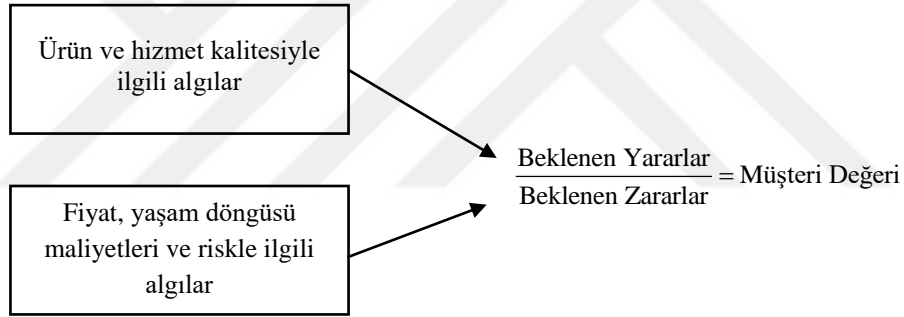 Ürün ve hizmet kalitesiyle
ilgili algılar
Beklenen Yararlar
Beklenen Zararlar
= Müşteri Değeri
Fiyat, yaşam döngüsü
maliyetleri ve riskle ilgili
algılar